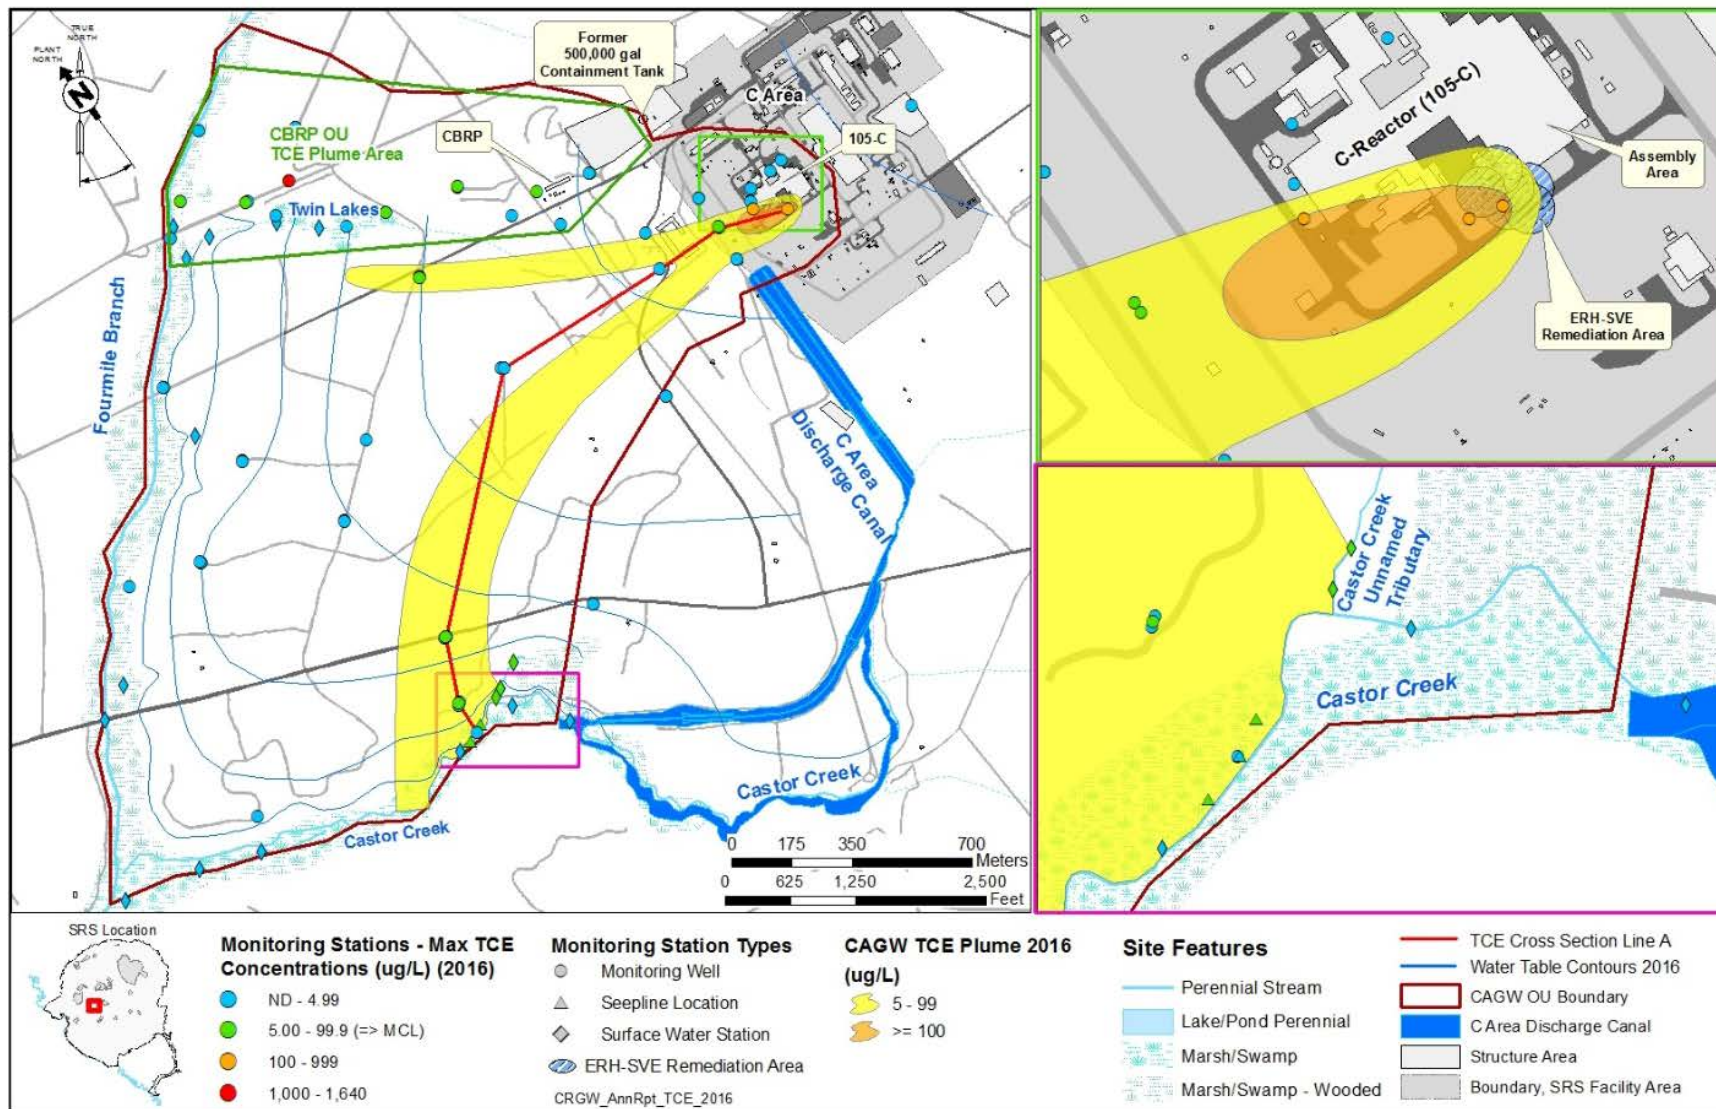 TRUE
NORTH
PLANT
NORTH
N
Former
500,000 gal
Containment Tank
C Area
CBRP OU
TCE Plume Area
CBRP
105-C
Twin Lakes
Fourmile Branch
C Area
Discharge Canal
Castor Creek
Castor Creek
0 175 350 700
Meters
0 625 1,250 2,500
Feet
C-Reactor (105-C)
Assembly
Area
ERH-SVE
Remediation Area
Castor Creek
Unnamed
Tributary
Castor Creek
SRS Location
Monitoring Stations - Max TCE
Concentrations (ug/L) (2016)
ND - 4.99
5.00 - 99.9 (=> MCL)
100 - 999
1,000 - 1,640
Monitoring Station Types
Monitoring Well
Seepline Location
Surface Water Station
ERH-SVE Remediation Area
CRGW_AnnRpt_TCE_2016
CAGW TCE Plume 2016
(ug/L)
5 - 99
>= 100
Site Features
Perennial Stream
Lake/Pond Perennial
Marsh/Swamp
Marsh/Swamp - Wooded
TCE Cross Section Line A
Water Table Contours 2016
CAGW OU Boundary
C Area Discharge Canal
Structure Area
Boundary, SRS Facility Area